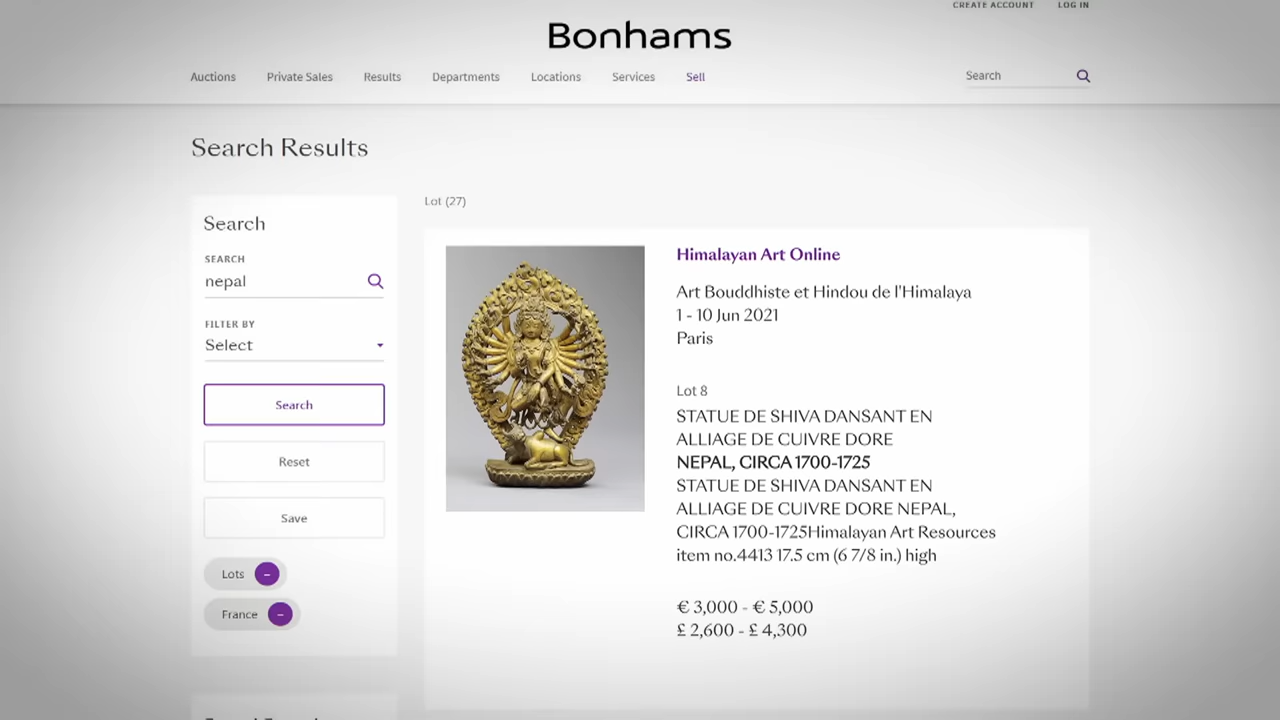 CREATE ACCOUNT LOG IN
Bonhams
Auctions Private Sales Results Departments Locations Services Sell Search
Search Results
Search
SEARCH
nepal
FILTER BY
Select
Search
Reset
Save
Lots
France
Lot (27)
Himalayan Art Online
Art Bouddhiste et Hindou de l'Himalaya
1 - 10 Jun 2021
Paris
Lot 8
STATUE DE SHIVA DANSANT EN
ALLIAGE DE CUIVRE DORE
NEPAL, CIRCA 1700-1725
STATUE DE SHIVA DANSANT EN
ALLIAGE DE CUIVRE DORE NEPAL,
CIRCA 1700-1725Himalayan Art Resources
item no.4413 17.5 cm (6 7/8 in.) high
€ 3,000 - € 5,000
£ 2,600 - £ 4,300